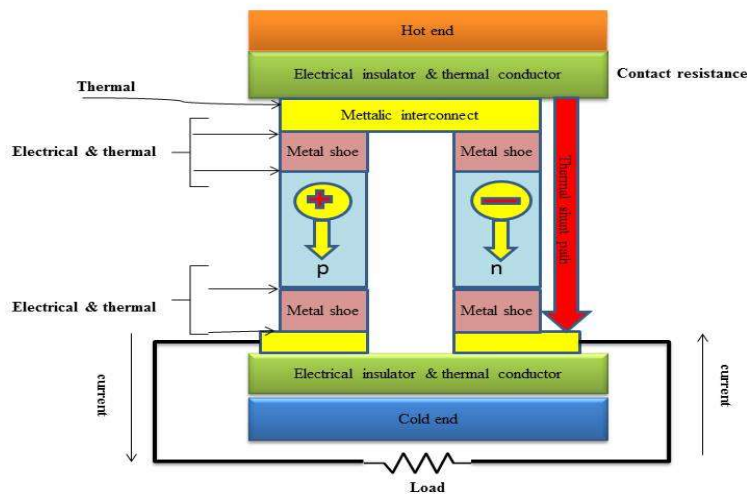 Hot end
Electrical insulator & thermal conductor
Contact resistance
Thermal
Mettalic interconnect
Electrical & thermal
Metal shoe
Metal shoe
Thermal shunt path
p
n
Electrical & thermal
Metal shoe
Metal shoe
current
current
Electrical insulator & thermal conductor
Cold end
Load